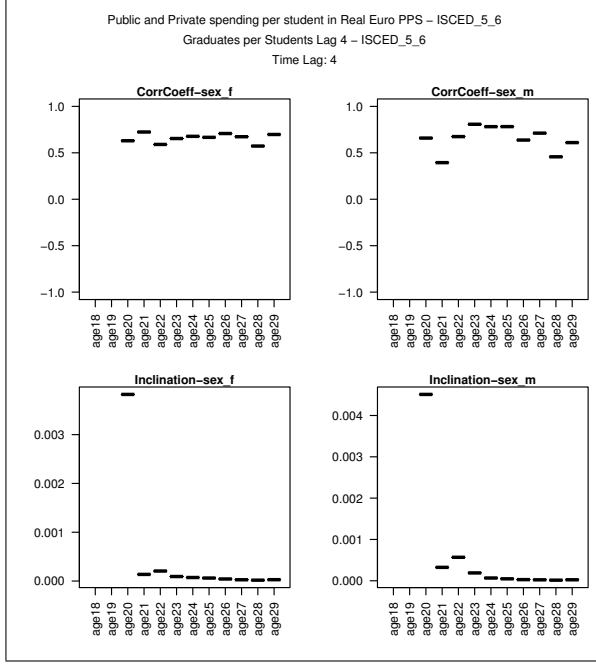 Public and Private spending per student in Real Euro PPS − ISCED_5_6
Graduates per Students Lag 4 − ISCED_5_6
Time Lag: 4
CorrCoeff−sex_f
1.0
0.5
0.0
−0.5
−1.0
age18
age19
age20
age21
age22
age23
age24
age25
age26
age27
age28
age29
CorrCoeff−sex_m
1.0
0.5
0.0
−0.5
−1.0
age18
age19
age20
age21
age22
age23
age24
age25
age26
age27
age28
age29
Inclination−sex_f
0.003
0.002
0.001
0.000
age18
age19
age20
age21
age22
age23
age24
age25
age26
age27
age28
age29
Inclination−sex_m
0.004
0.003
0.002
0.001
0.000
age18
age19
age20
age21
age22
age23
age24
age25
age26
age27
age28
age29